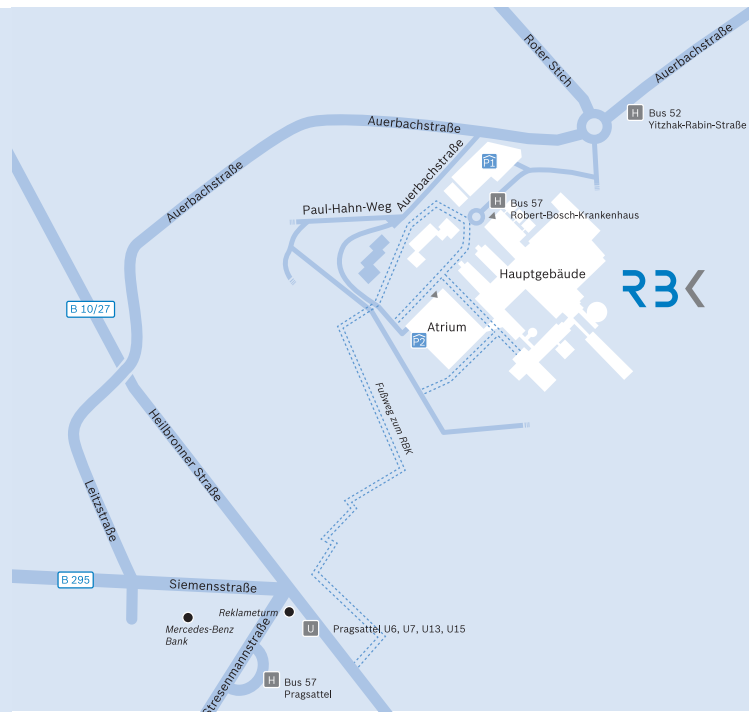 Roter Stich
Auerbachstraße
H Bus 52
Yitzhak-Rabin-Straße
Auerbachstraße
P1
Auerbachstraße
Auerbachstraße
Paul-Hahn-Weg
H Bus 57
Robert-Bosch-Krankenhaus
Hauptgebäude
RBK
B 10/27
Atrium
P2
Fußweg zum RBK
Heilbronner Straße
Leitzstraße
B 295
Siemensstraße
Reklameturm
Mercedes-Benz
Bank
U Pragsattel U6, U7, U13, U15
Stresemannstraße
H Bus 57
Pragsattel